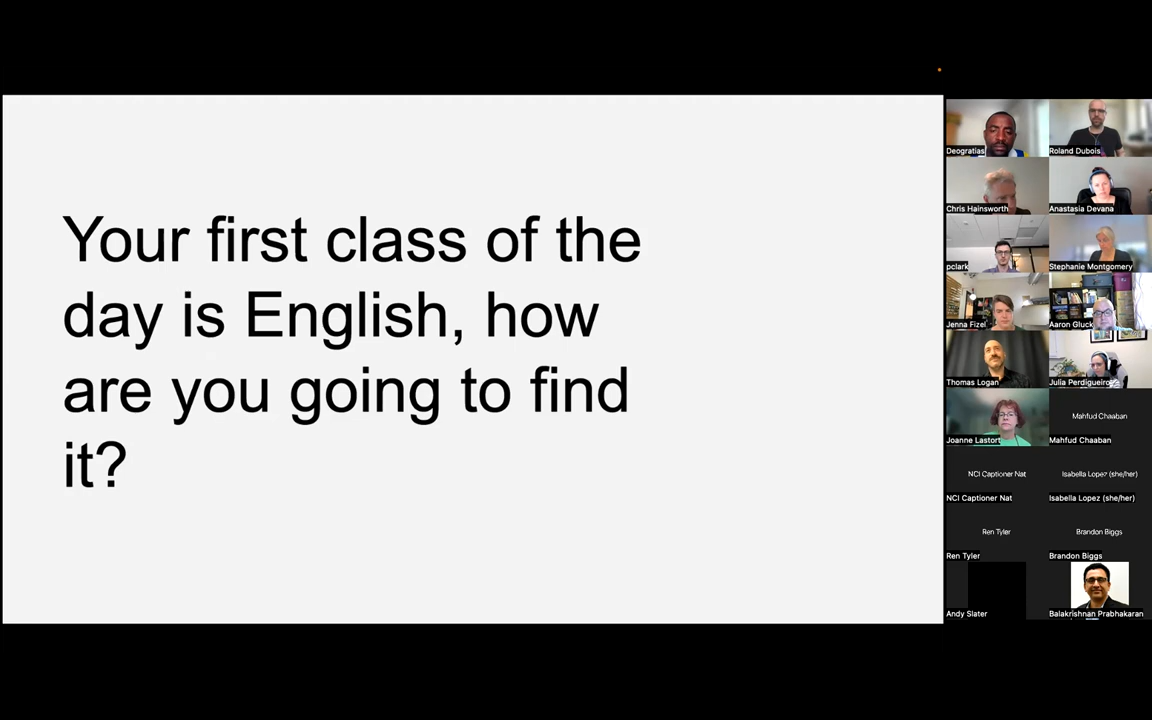 Your first class of the
day is English, how
are you going to find
it?
Deogratias
Roland Dubois
Chris Hainsworth
Anastasia Devana
pclark
Stephanie Montgomery
Jenna Fizel
Aaron Gluck
Thomas Logan
Julia Perdigueiro
Joanne Lastort
Mahfud Chaaban
Mahfud Chaaban
NCI Captioner Nat
Isabella Lopez (she/her)
NCI Captioner Nat
Isabella Lopez (she/her)
Ren Tyler
Brandon Biggs
Ren Tyler
Brandon Biggs
Andy Slater
Balakrishnan Prabhakaran